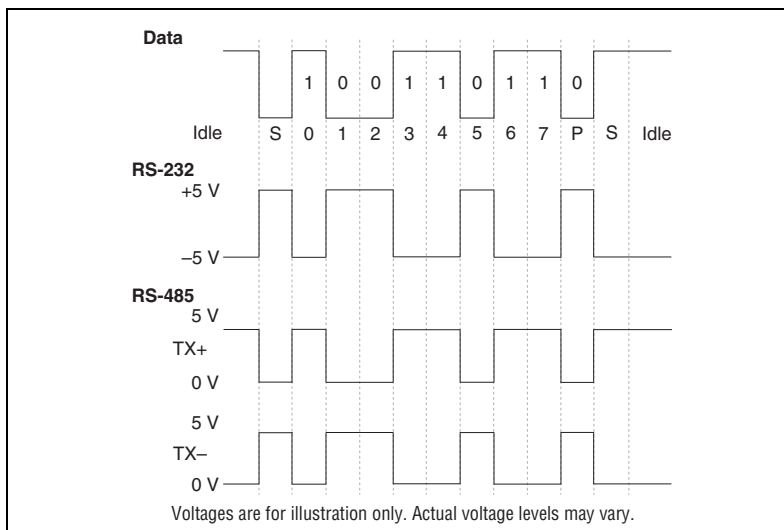 Data
1 0 0 1 1 0 1 1 0
Idle S 0 1 2 3 4 5 6 7 P S Idle
RS-232
+5 V
–5 V
RS-485
5 V
TX+
0 V
5 V
TX–
0 V
Voltages are for illustration only. Actual voltage levels may vary.